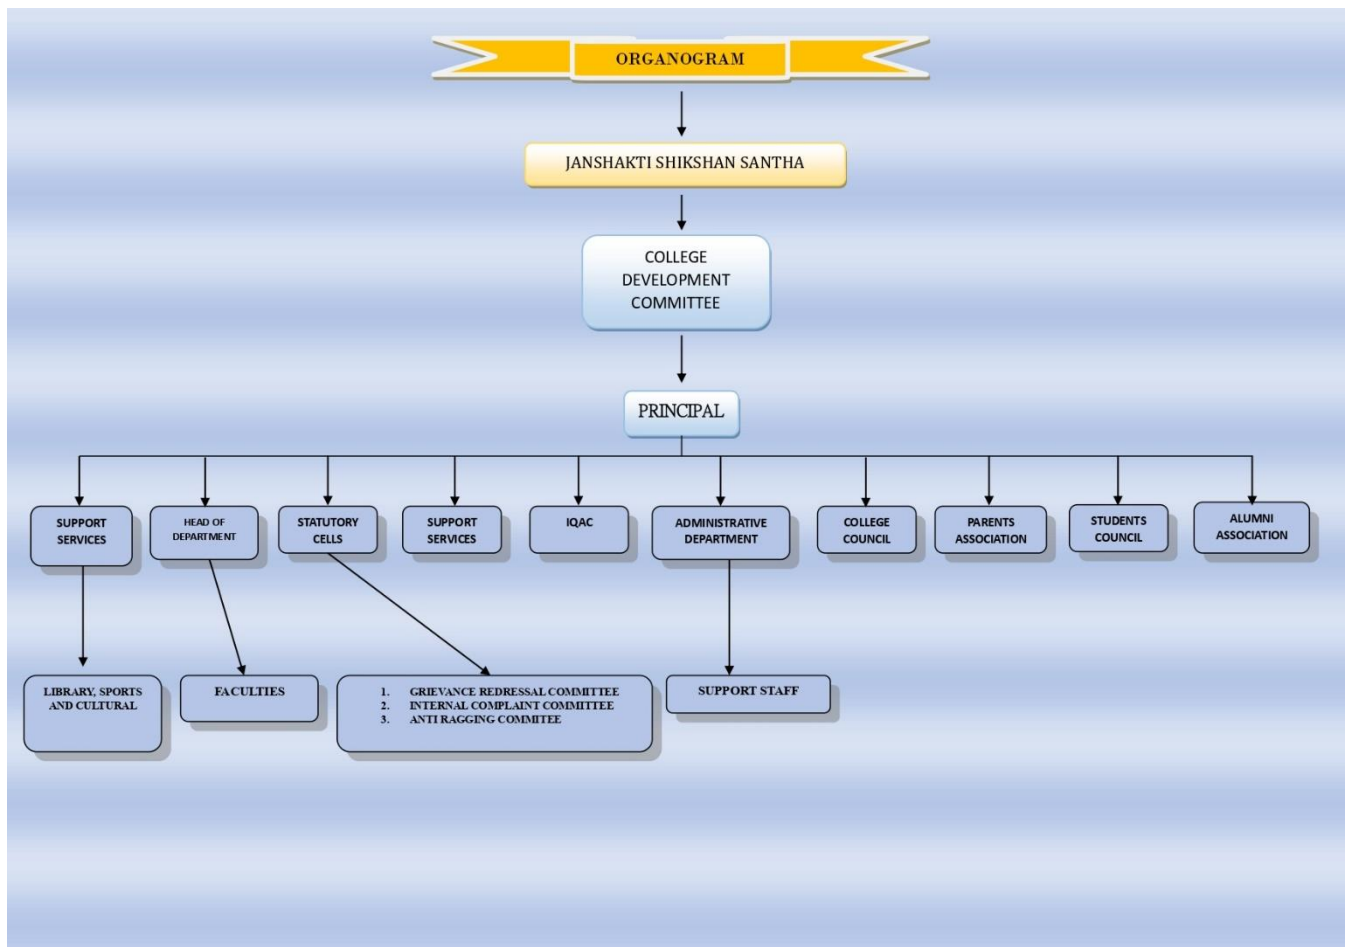 ORGANOGRAM
JANSHAKTI SHIKSHAN SANTHA
COLLEGE
DEVELOPMENT
COMMITTEE
PRINCIPAL
SUPPORT
SERVICES
HEAD OF
DEPARTMENT
STATUTORY
CELLS
SUPPORT
SERVICES
IQAC
ADMINISTRATIVE
DEPARTMENT
COLLEGE
COUNCIL
PARENTS
ASSOCIATION
STUDENTS
COUNCIL
ALUMNI
ASSOCIATION
LIBRARY, SPORTS
AND CULTURAL
FACULTIES
1. GRIEVANCE REDRESSAL COMMITTEE
2. INTERNAL COMPLAINT COMMITTEE
3. ANTI RAGGING COMMITEE
SUPPORT STAFF